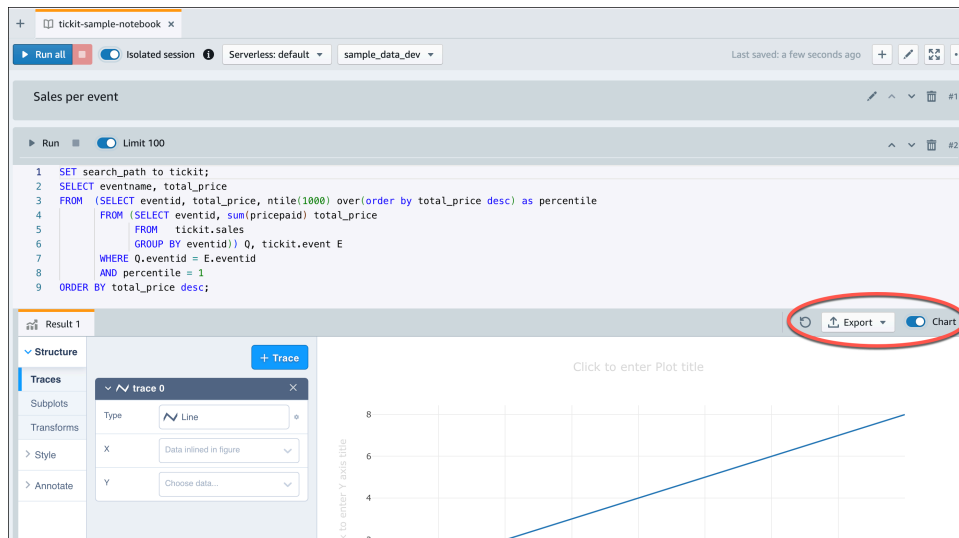 tickit-sample-notebook
Run all Isolated session Serverless: default sample_data_dev Last saved: a few seconds ago
Sales per event #1
Run Limit 100 #2
1 SET search_path to tickit;
2 SELECT eventname, total_price
3 FROM (SELECT eventid, total_price, ntile(1000) over(order by total_price desc) as percentile
4 FROM (SELECT eventid, sum(pricepaid) total_price
5 FROM tickit.sales
6 GROUP BY eventid)) Q, tickit.event E
7 WHERE Q.eventid = E.eventid
8 AND percentile = 1
9 ORDER BY total_price desc;
Result 1 Export Chart
Structure
+ Trace
Traces
Subplots
Transforms
Style
Annotate
trace 0
Type Line
X Data inlined in figure
Y Choose data...
Click to enter Plot title
to enter Y axis title
8
6
4